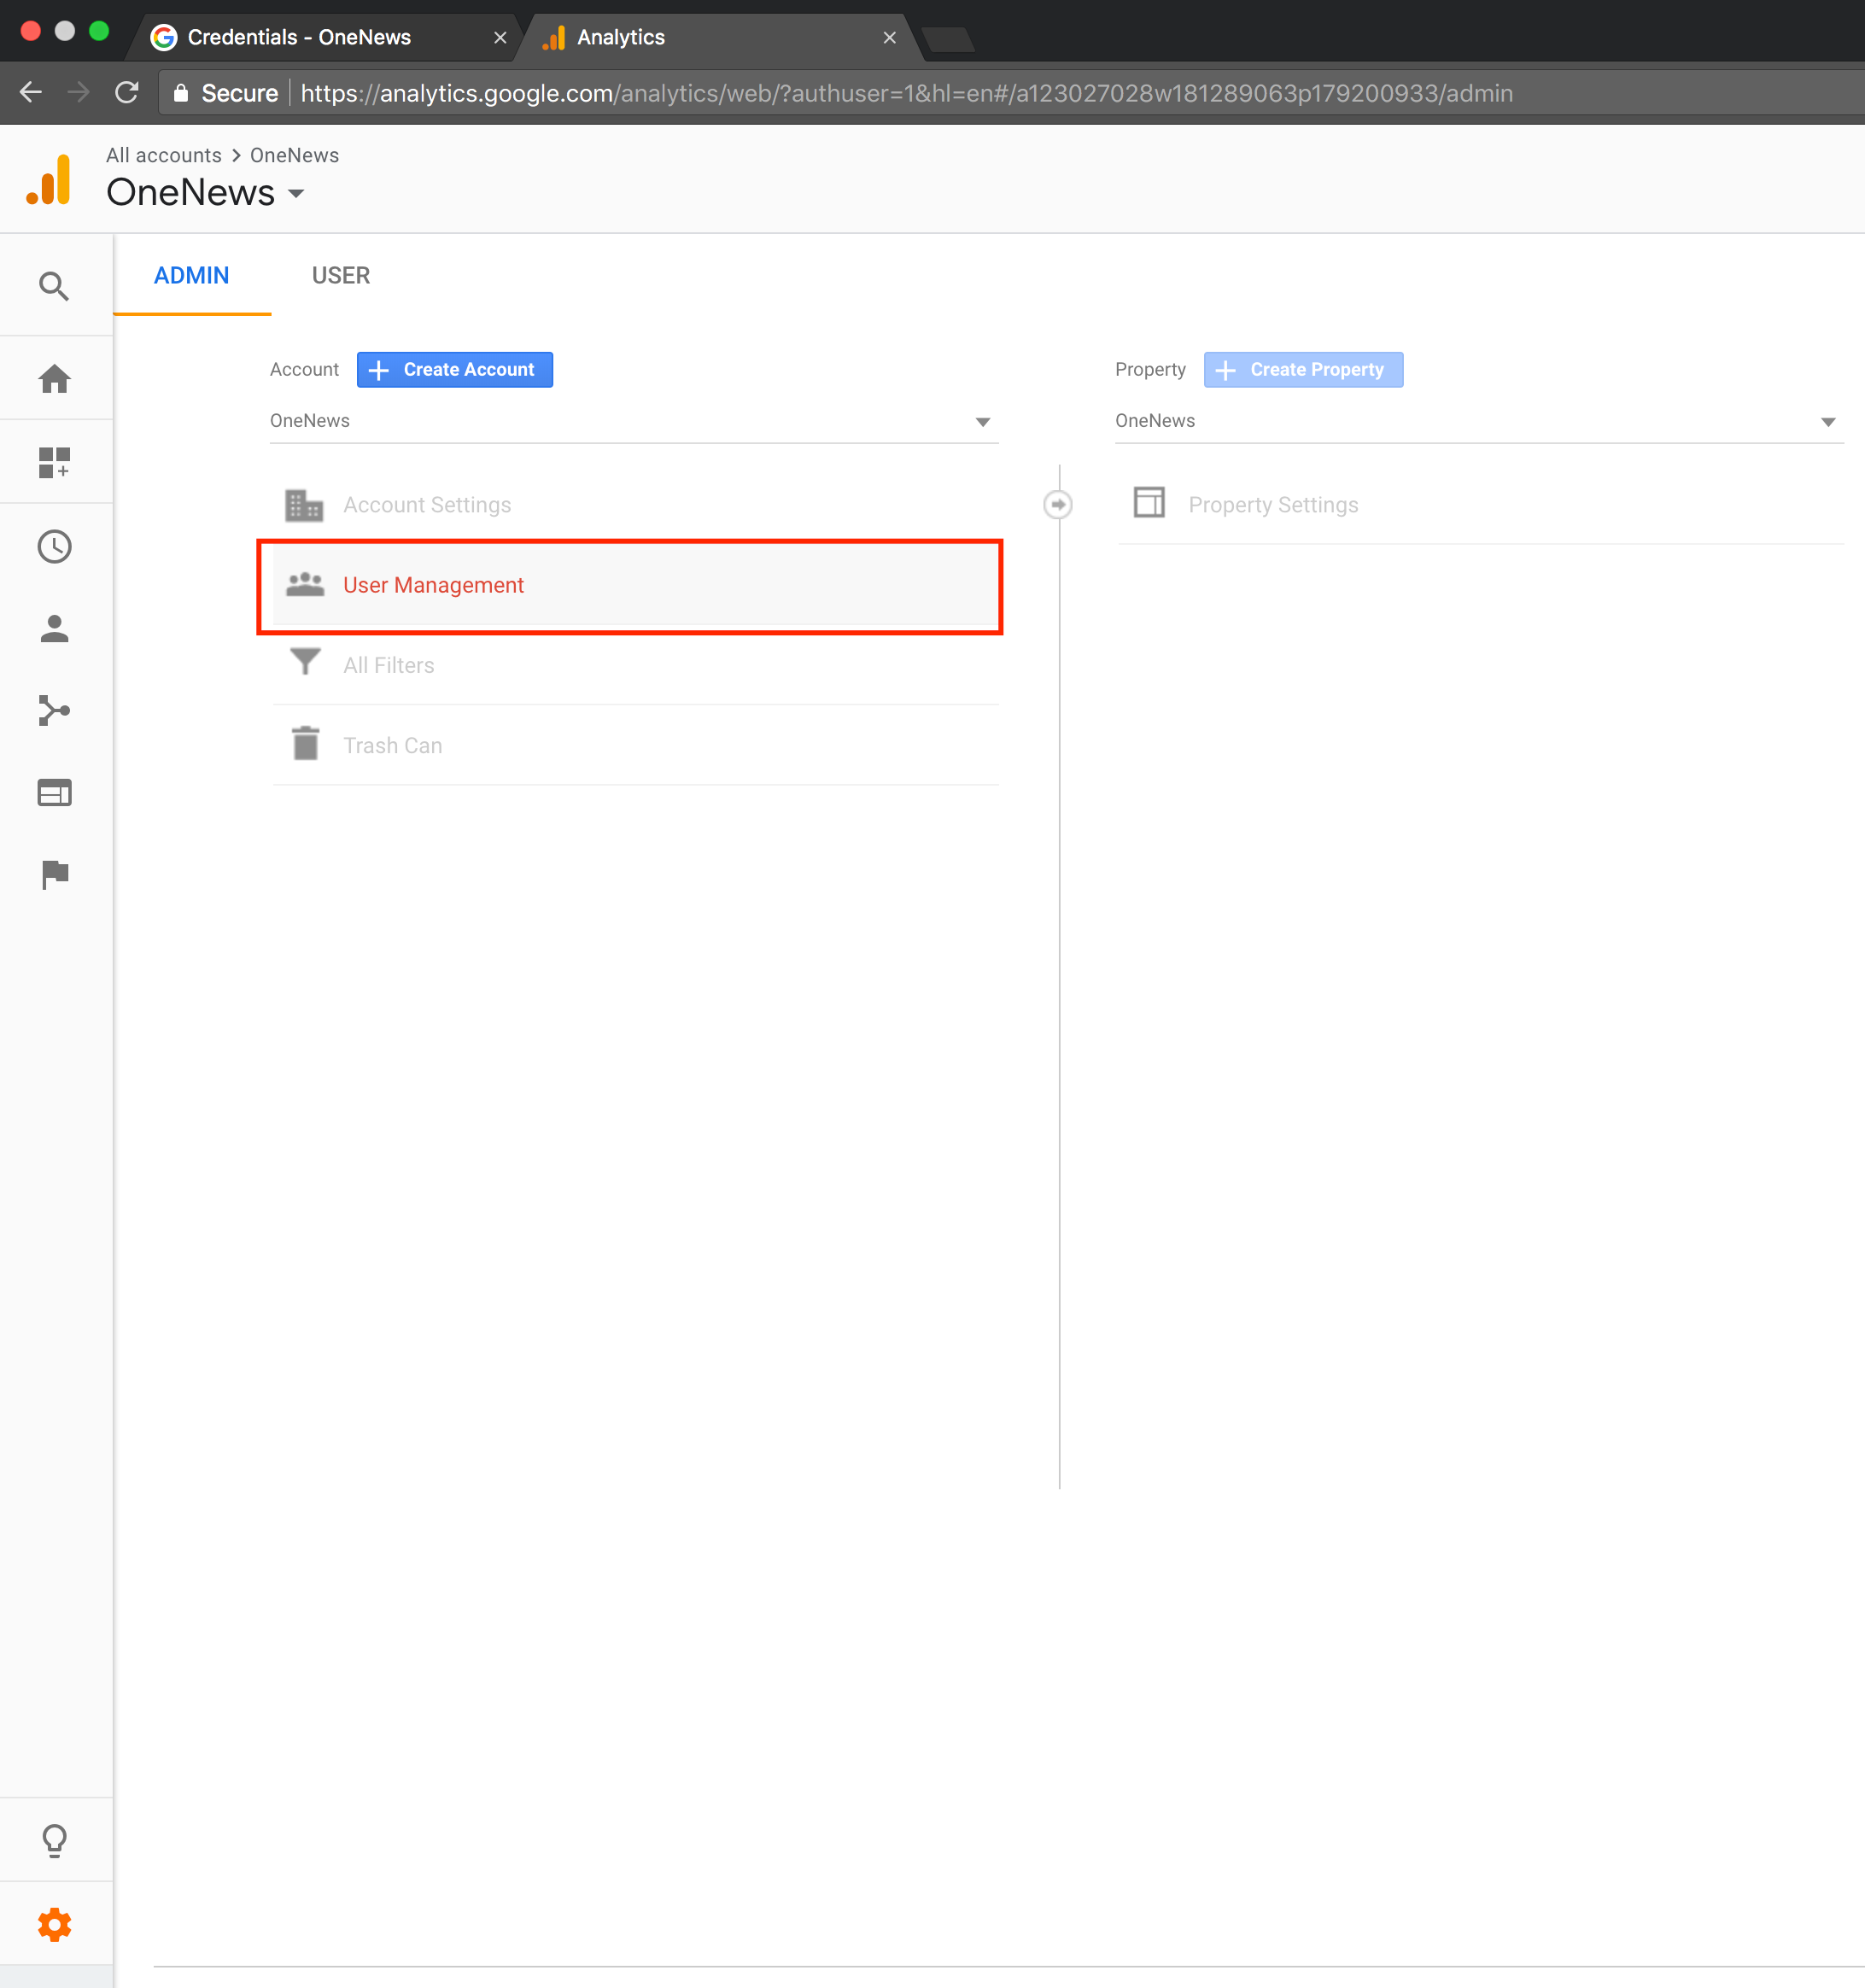 Credentials - OneNews
Analytics
Secure
https://analytics.google.com/analytics/web/?authuser=1&hl=en#/a123027028w181289063p179200933/admin
All accounts > OneNews
OneNews
ADMIN
USER
Account
+ Create Account
OneNews
Account Settings
User Management
All Filters
Trash Can
Property
+ Create Property
OneNews
Property Settings